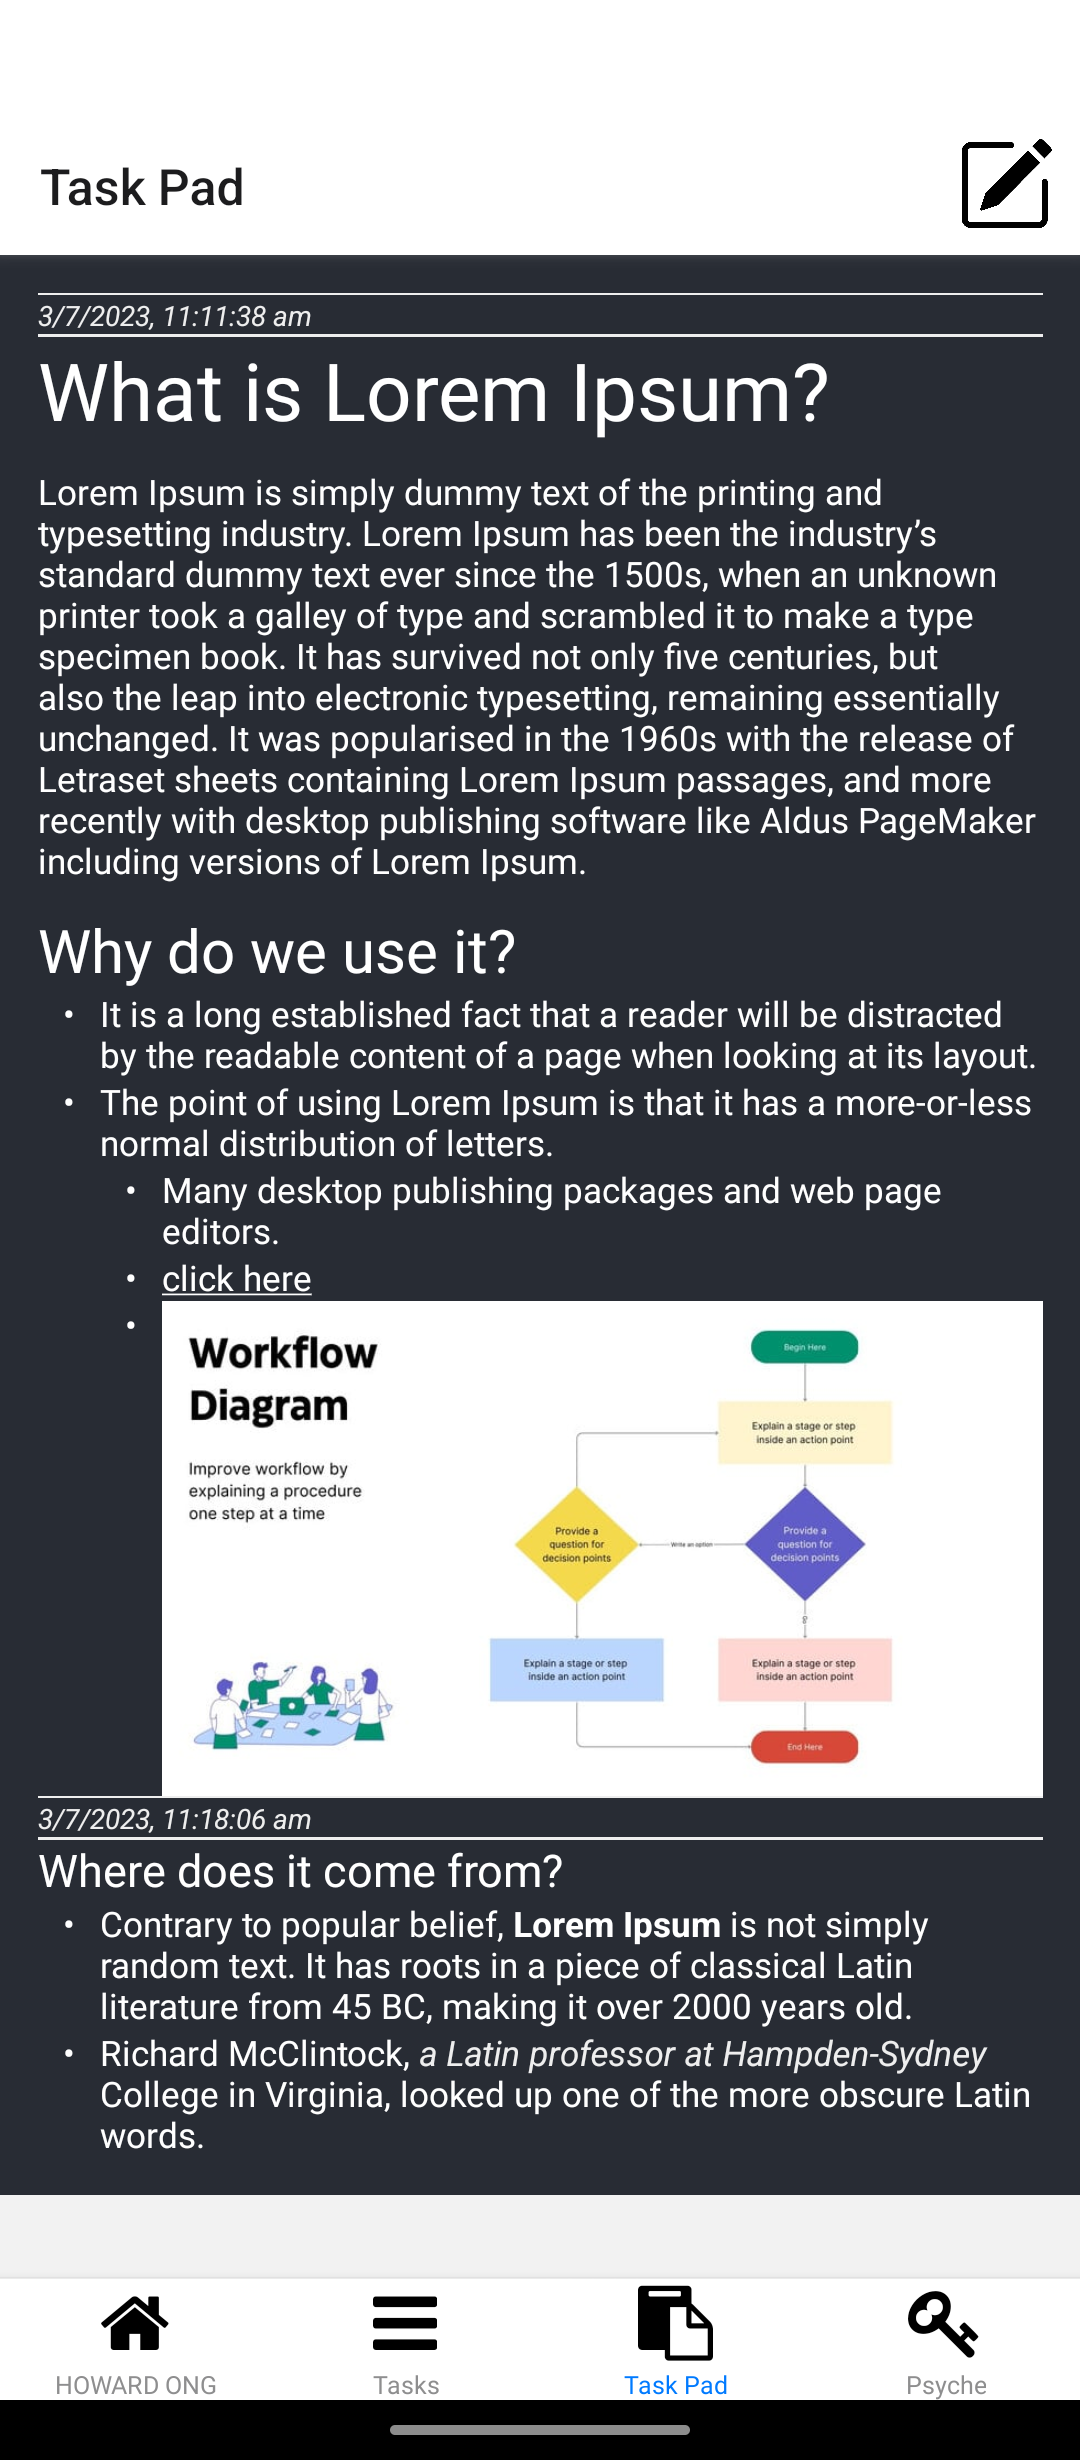 Task Pad
3/7/2023, 11:11:38 am
What is Lorem Ipsum?
Lorem Ipsum is simply dummy text of the printing and
typesetting industry. Lorem Ipsum has been the industry’s
standard dummy text ever since the 1500s, when an unknown
printer took a galley of type and scrambled it to make a type
specimen book. It has survived not only five centuries, but
also the leap into electronic typesetting, remaining essentially
unchanged. It was popularised in the 1960s with the release of
Letraset sheets containing Lorem Ipsum passages, and more
recently with desktop publishing software like Aldus PageMaker
including versions of Lorem Ipsum.
Why do we use it?
• It is a long established fact that a reader will be distracted
by the readable content of a page when looking at its layout.
• The point of using Lorem Ipsum is that it has a more-or-less
normal distribution of letters.
• Many desktop publishing packages and web page
editors.
• click here
•
Workflow
Diagram
Improve workflow by
explaining a procedure
one step at a time
Begin Here
Explain a stage or step
inside an action point
Provide a
question for
decision points
Write an option
Provide a
question for
decision points
Explain a stage or step
inside an action point
Explain a stage or step
inside an action point
End Here
3/7/2023, 11:18:06 am
Where does it come from?
• Contrary to popular belief, Lorem Ipsum is not simply
random text. It has roots in a piece of classical Latin
literature from 45 BC, making it over 2000 years old.
• Richard McClintock, a Latin professor at Hampden-Sydney
College in Virginia, looked up one of the more obscure Latin
words.
HOWARD ONG
Tasks
Task Pad
Psyche